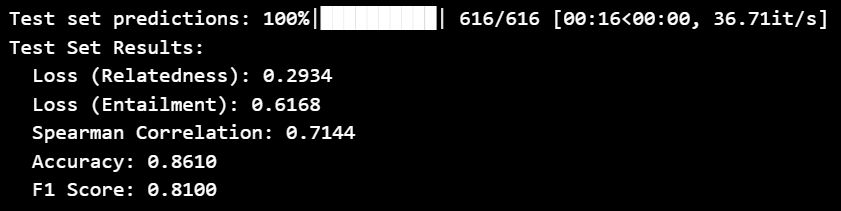 Test set predictions: 100%|██████████| 616/616 [00:16<00:00, 36.71it/s]
Test Set Results:
  Loss (Relatedness): 0.2934
  Loss (Entailment): 0.6168
  Spearman Correlation: 0.7144
  Accuracy: 0.8610
  F1 Score: 0.8100